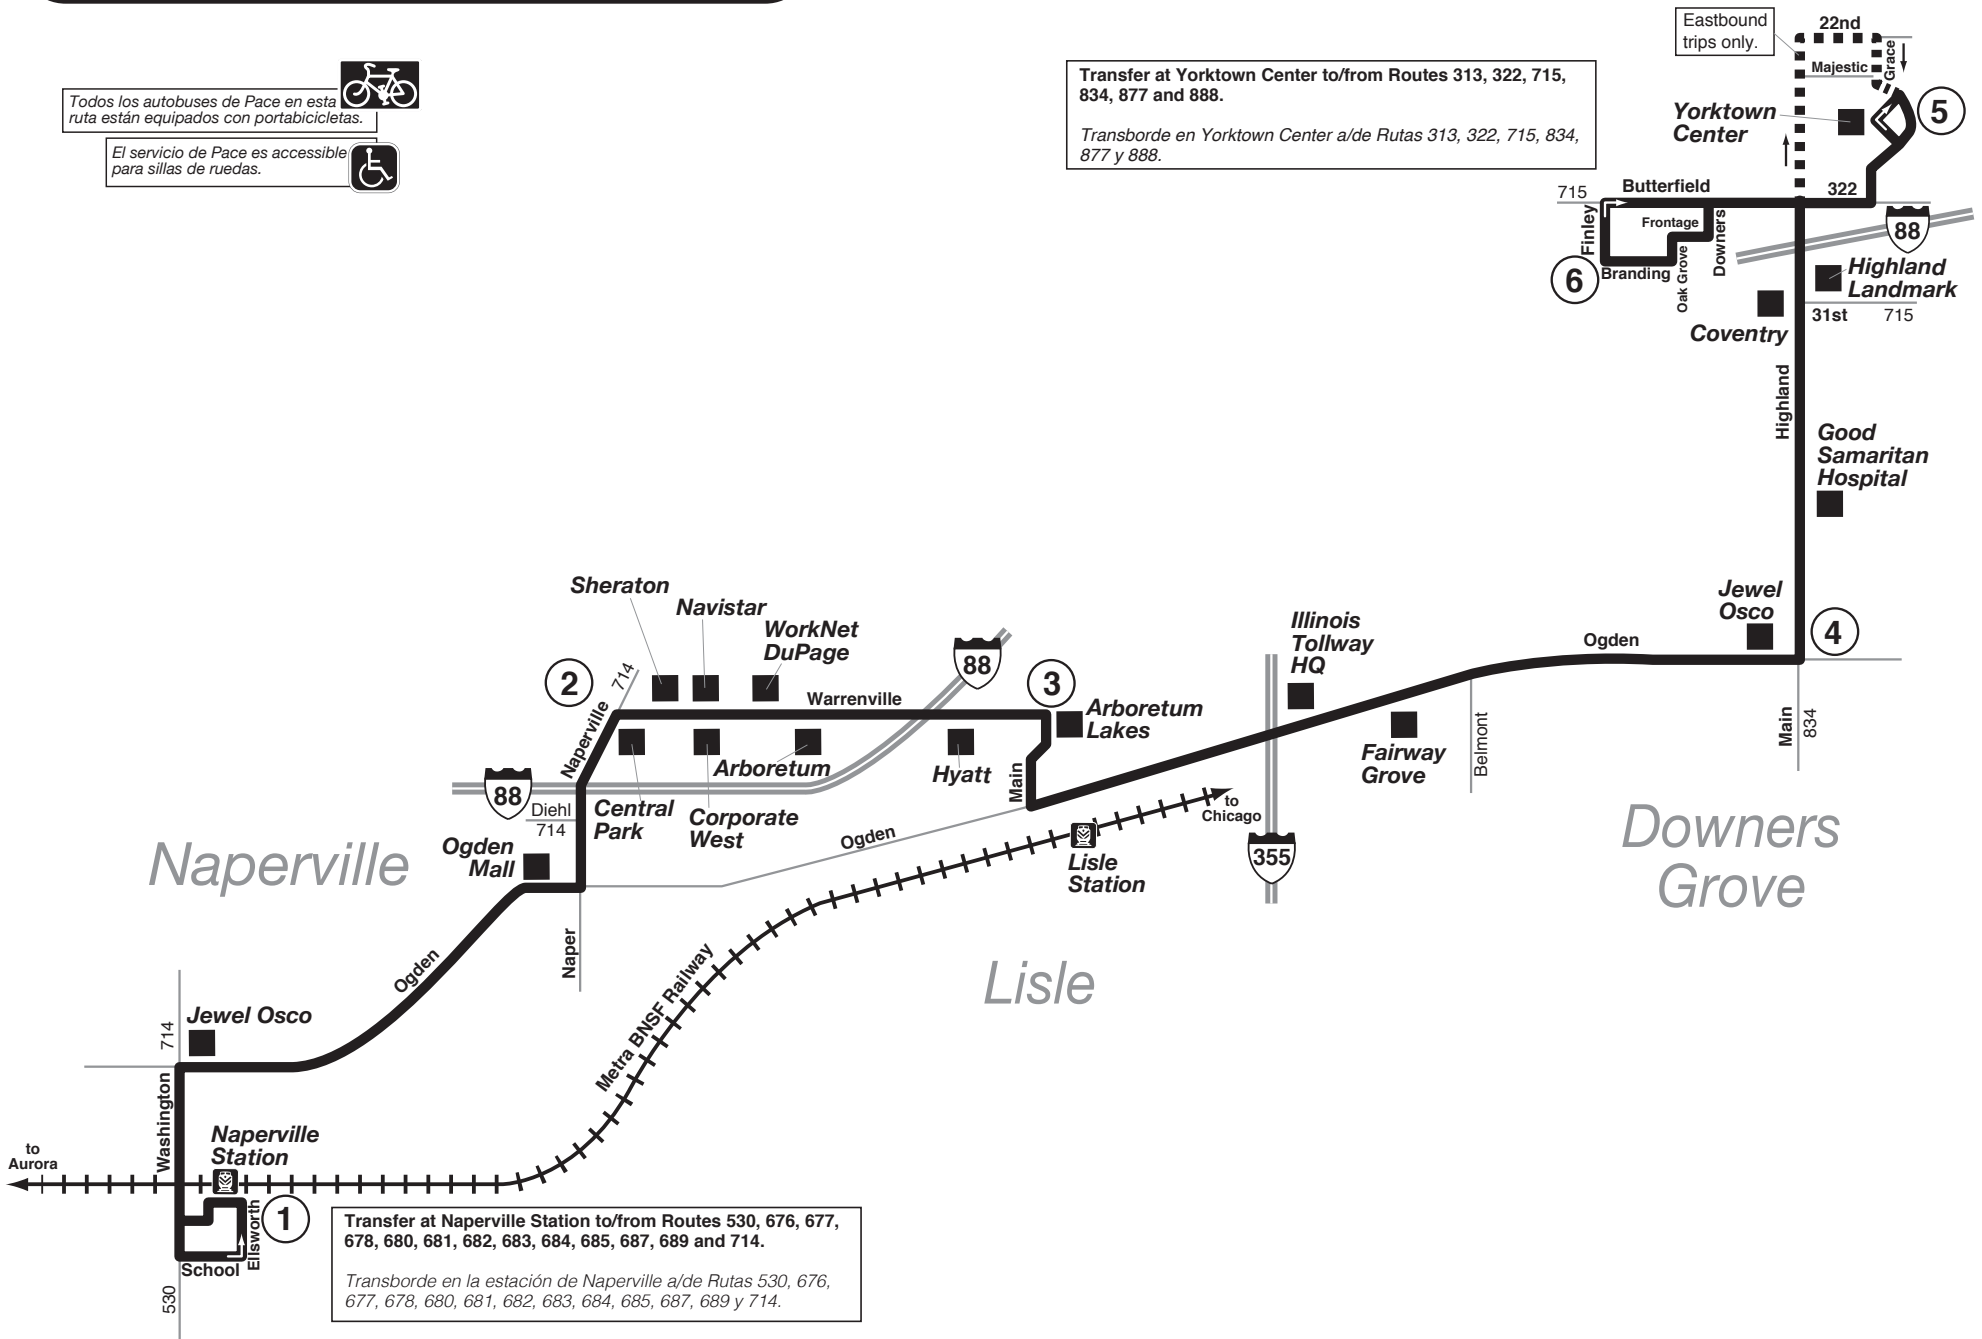 Todos los autobuses de Pace en esta
ruta están equipados con portabicicletas.
El servicio de Pace es accessible
para sillas de ruedas.
Transfer at Yorktown Center to/from Routes 313, 322, 715,
834, 877 and 888.
Transborde en Yorktown Center a/de Rutas 313, 322, 715, 834,
877 y 888.
Eastbound
trips only.
22nd
Grace
Majestic
Yorktown
Center
5
715
Butterfield
322
Finley
Frontage
Downers
88
6
Branding
Oak Grove
Highland
Landmark
31st
715
Coventry
Highland
Good
Samaritan
Hospital
Jewel
Osco
4
Ogden
Main
834
Sheraton
Navistar
WorkNet
DuPage
2
714
Naperville
Warrenville
88
3
Arboretum
Lakes
Illinois
Tollway
HQ
Fairway
Grove
Belmont
Arboretum
Hyatt
Main
88
Diehl
714
Central
Park
Corporate
West
Ogden
Mall
Ogden
to
Chicago
Lisle
Station
355
Naperville
Downers
Grove
Lisle
Naper
Ogden
Metra BNSF Railway
714
Jewel Osco
Washington
Naperville
Station
to
Aurora
1
Ellsworth
School
530
Transfer at Naperville Station to/from Routes 530, 676, 677,
678, 680, 681, 682, 683, 684, 685, 687, 689 and 714.
Transborde en la estación de Naperville a/de Rutas 530, 676,
677, 678, 680, 681, 682, 683, 684, 685, 687, 689 y 714.